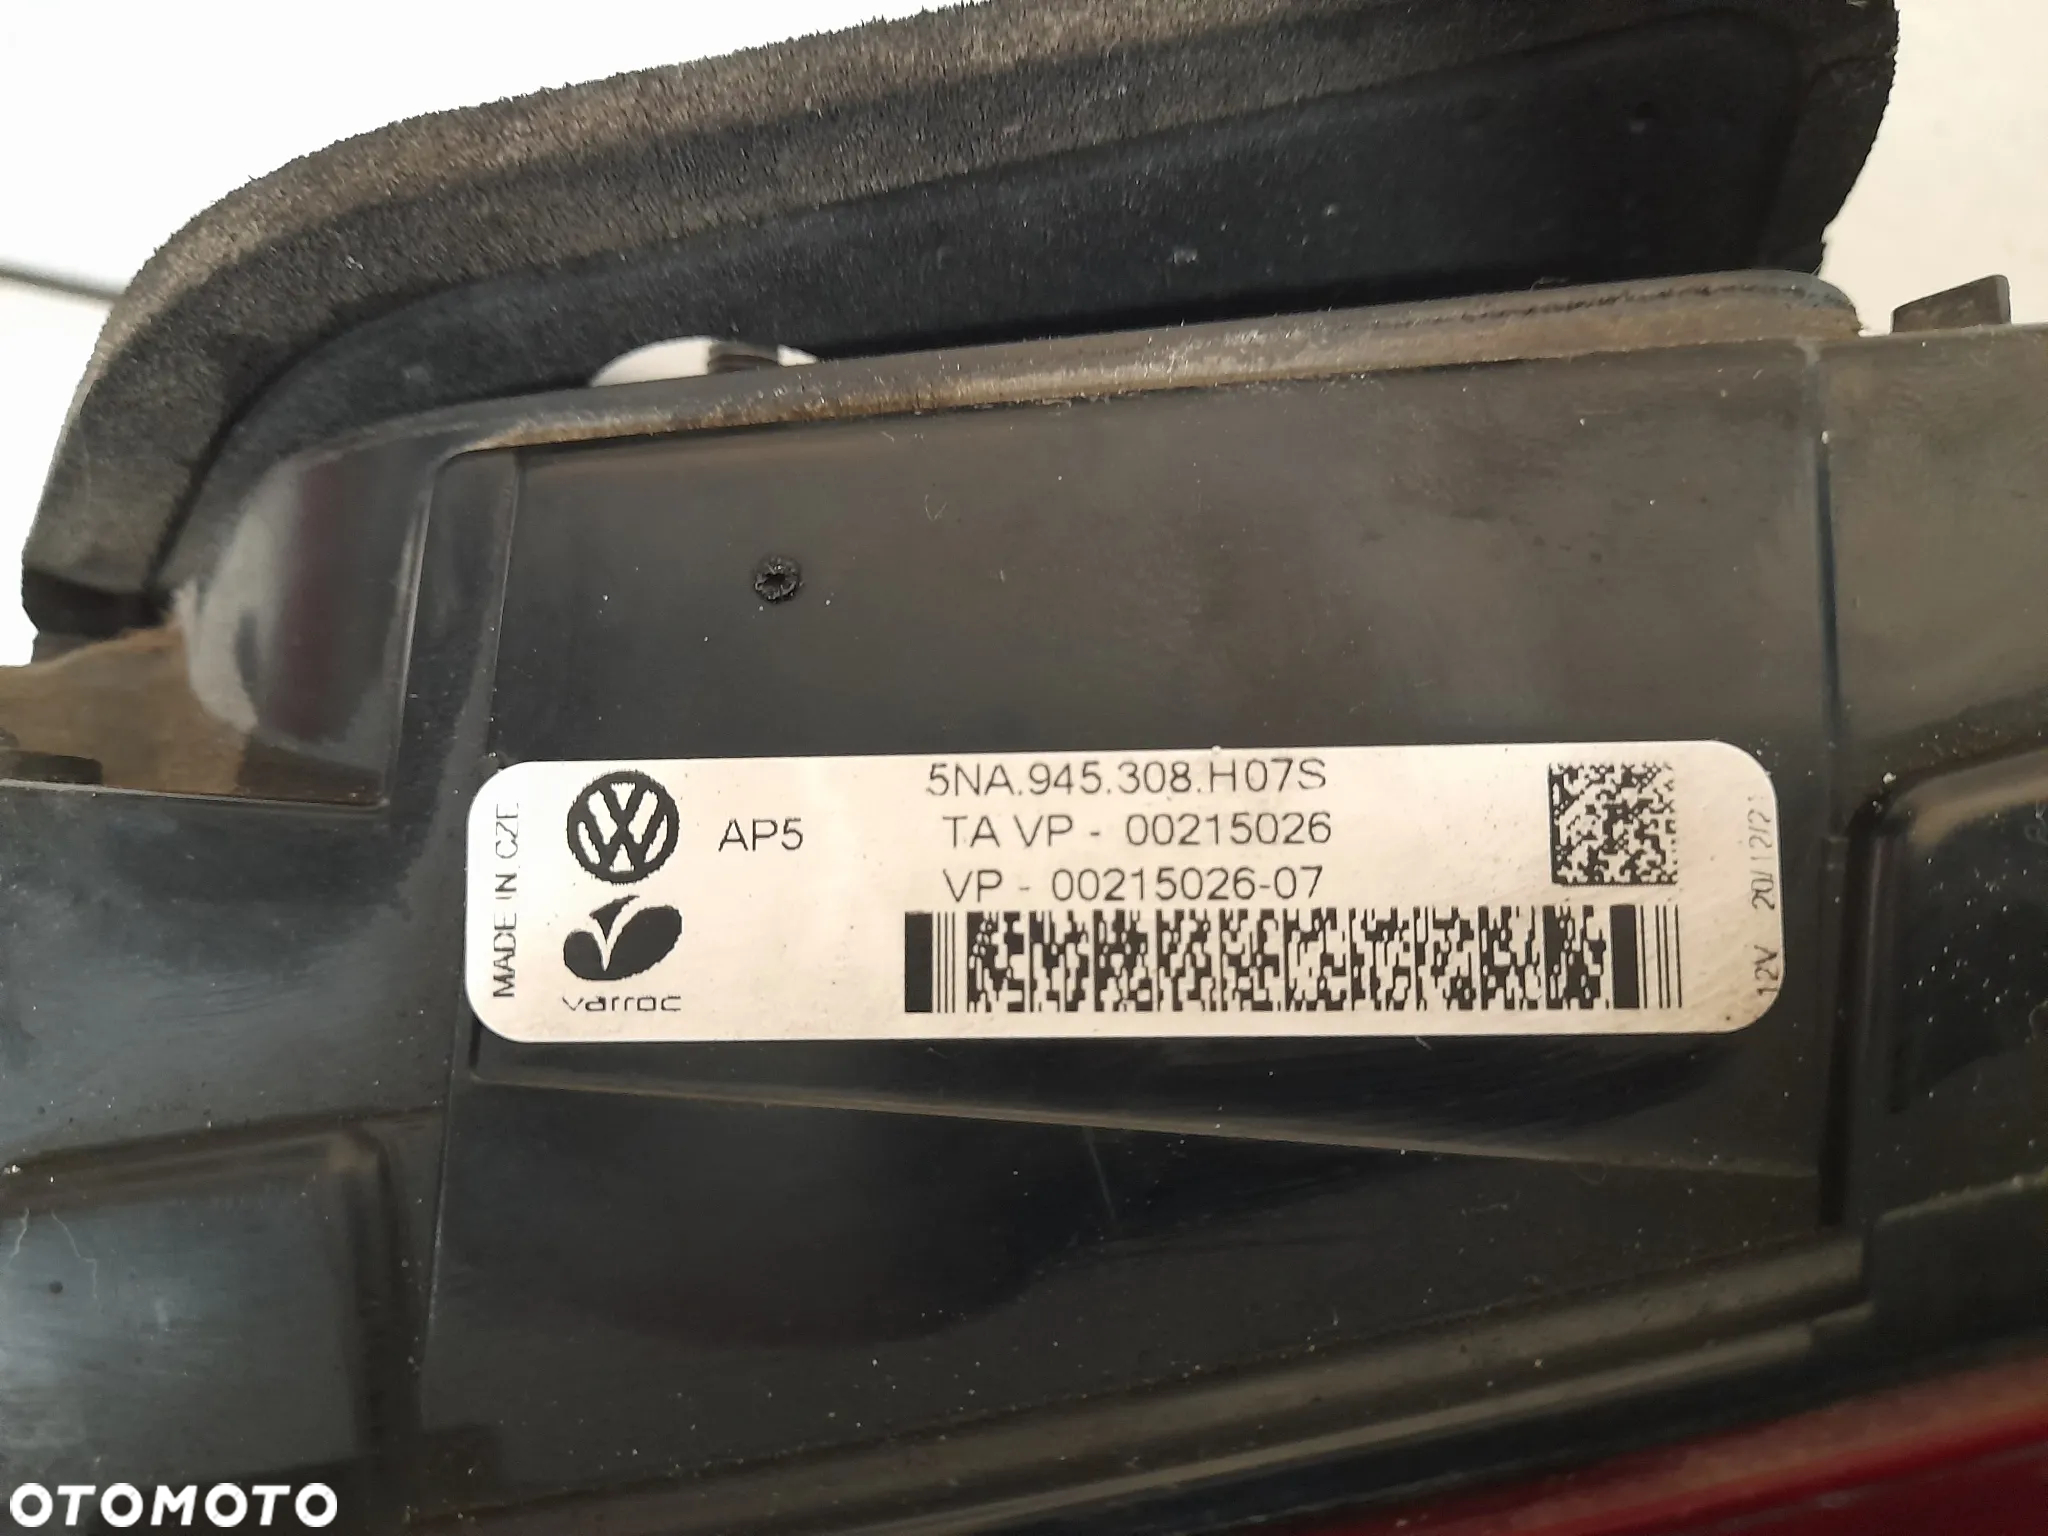 MADE IN CZE
AP5
5NA.945.308.H07S
TA VP - 00215026
VP - 00215026-07
varroc
12V
OTOMOTO